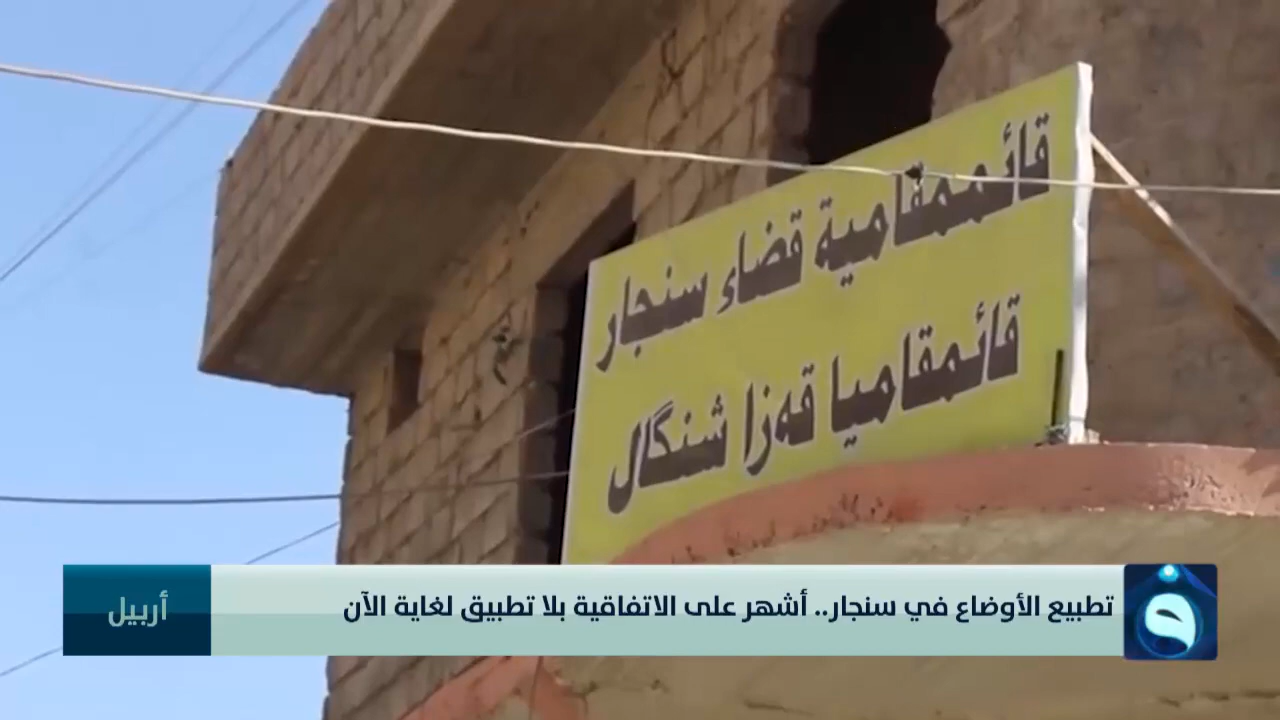 قائممقامية قضاء سنجار
قائمقاميا قەزا شنگال
تطبيع الأوضاع في سنجار.. أشهر على الاتفاقية بلا تطبيق لغاية الآن
أربيل